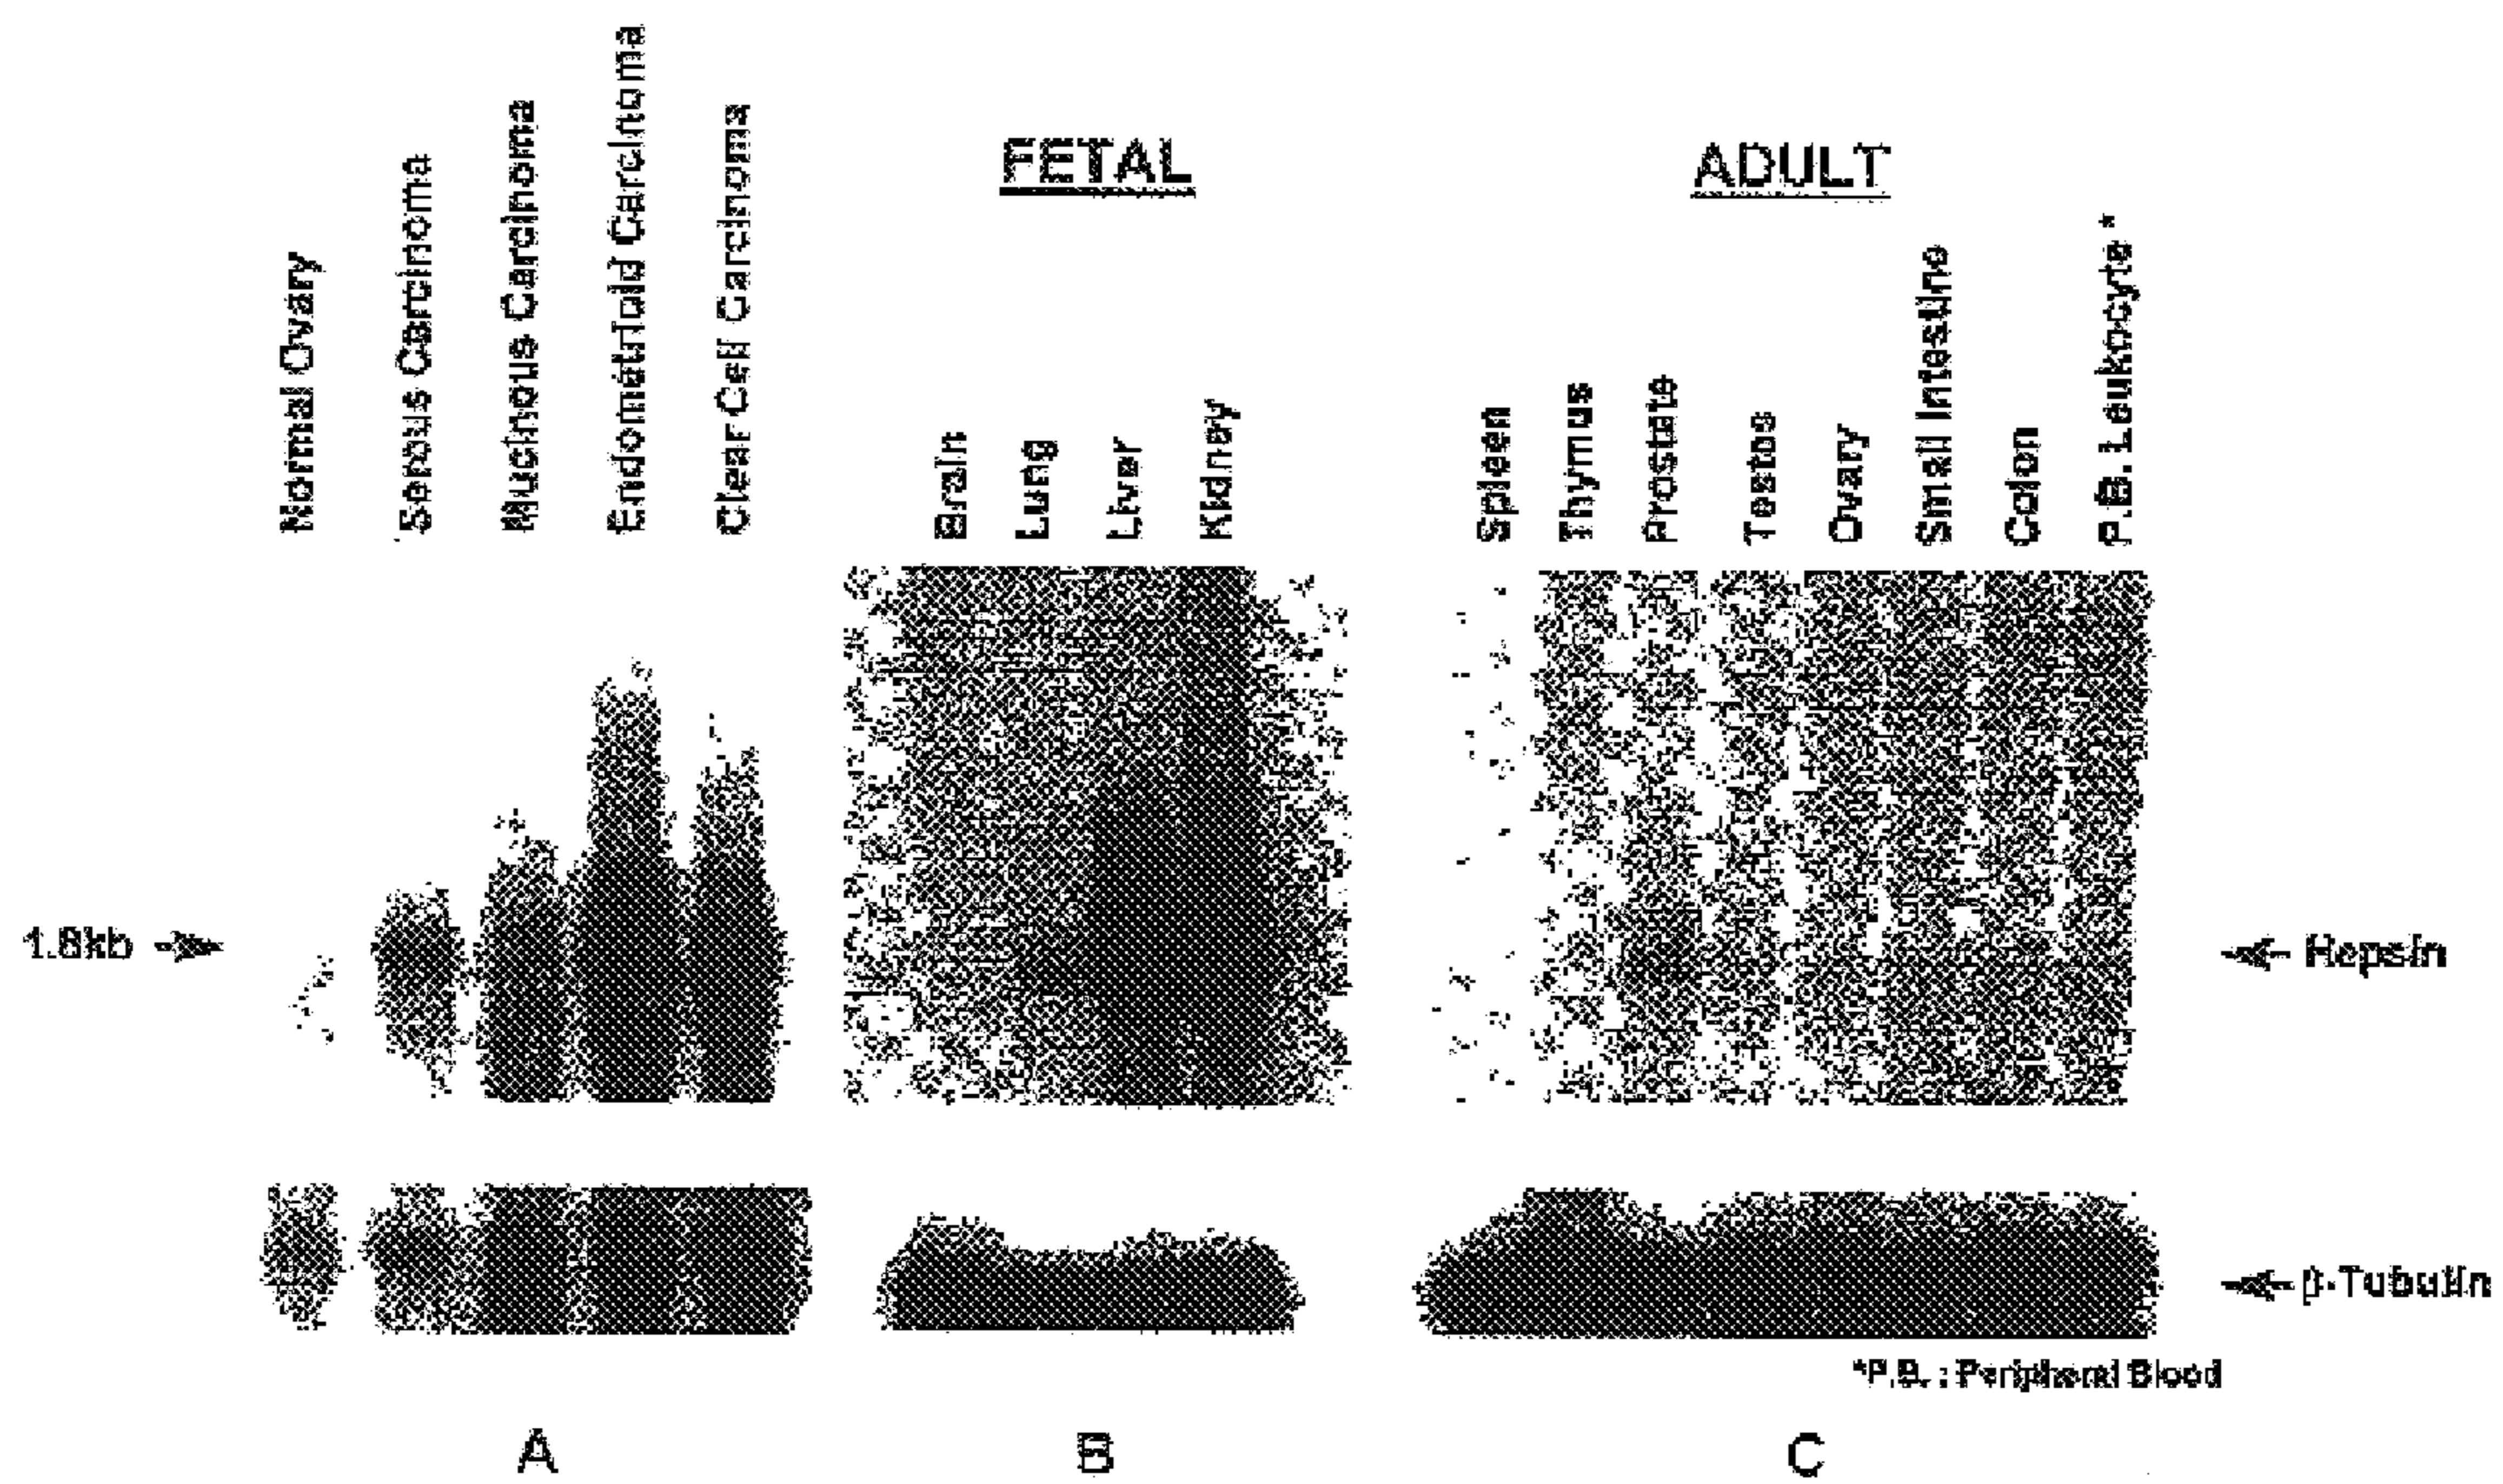 Normal Ovary
Serous Carcinoma
Mucinous Carcinoma
Endometrioid Carcinoma
Clear Cell Carcinoma
FETAL
Brain
Lung
Liver
Kidney
ADULT
Spleen
Thymus
Prostate
Testes
Ovary
Small Intestine
Colon
P.B. Leukocyte*
1.8kb
Hepsin
β-Tubulin
*P.B.: Peripheral Blood
A
B
C